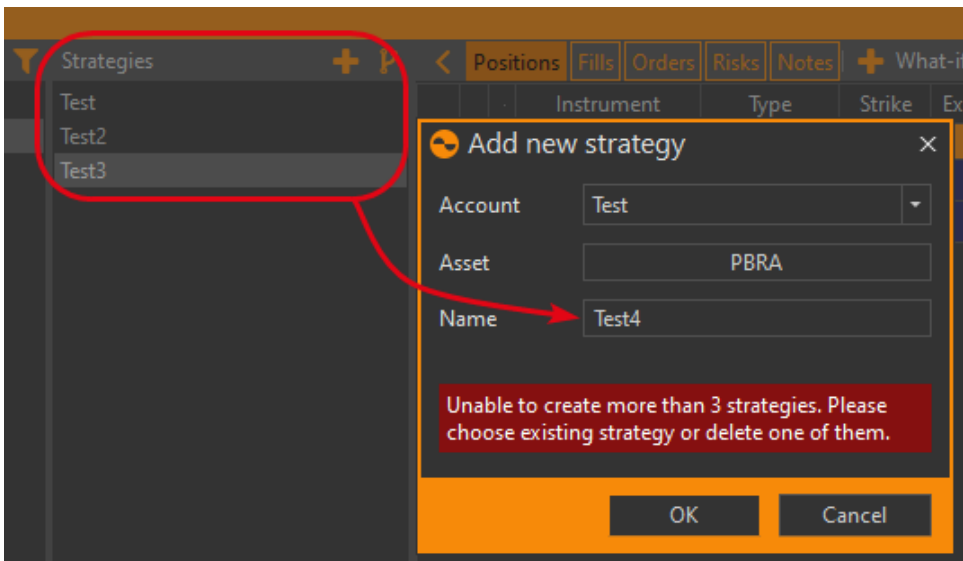 Strategies
Positions Fills Orders Risks Notes What-i
Instrument Type Strike Ex
Test
Test2
Test3
Add new strategy
Account Test
Asset PBRA
Name Test4
Unable to create more than 3 strategies. Please
choose existing strategy or delete one of them.
OK Cancel